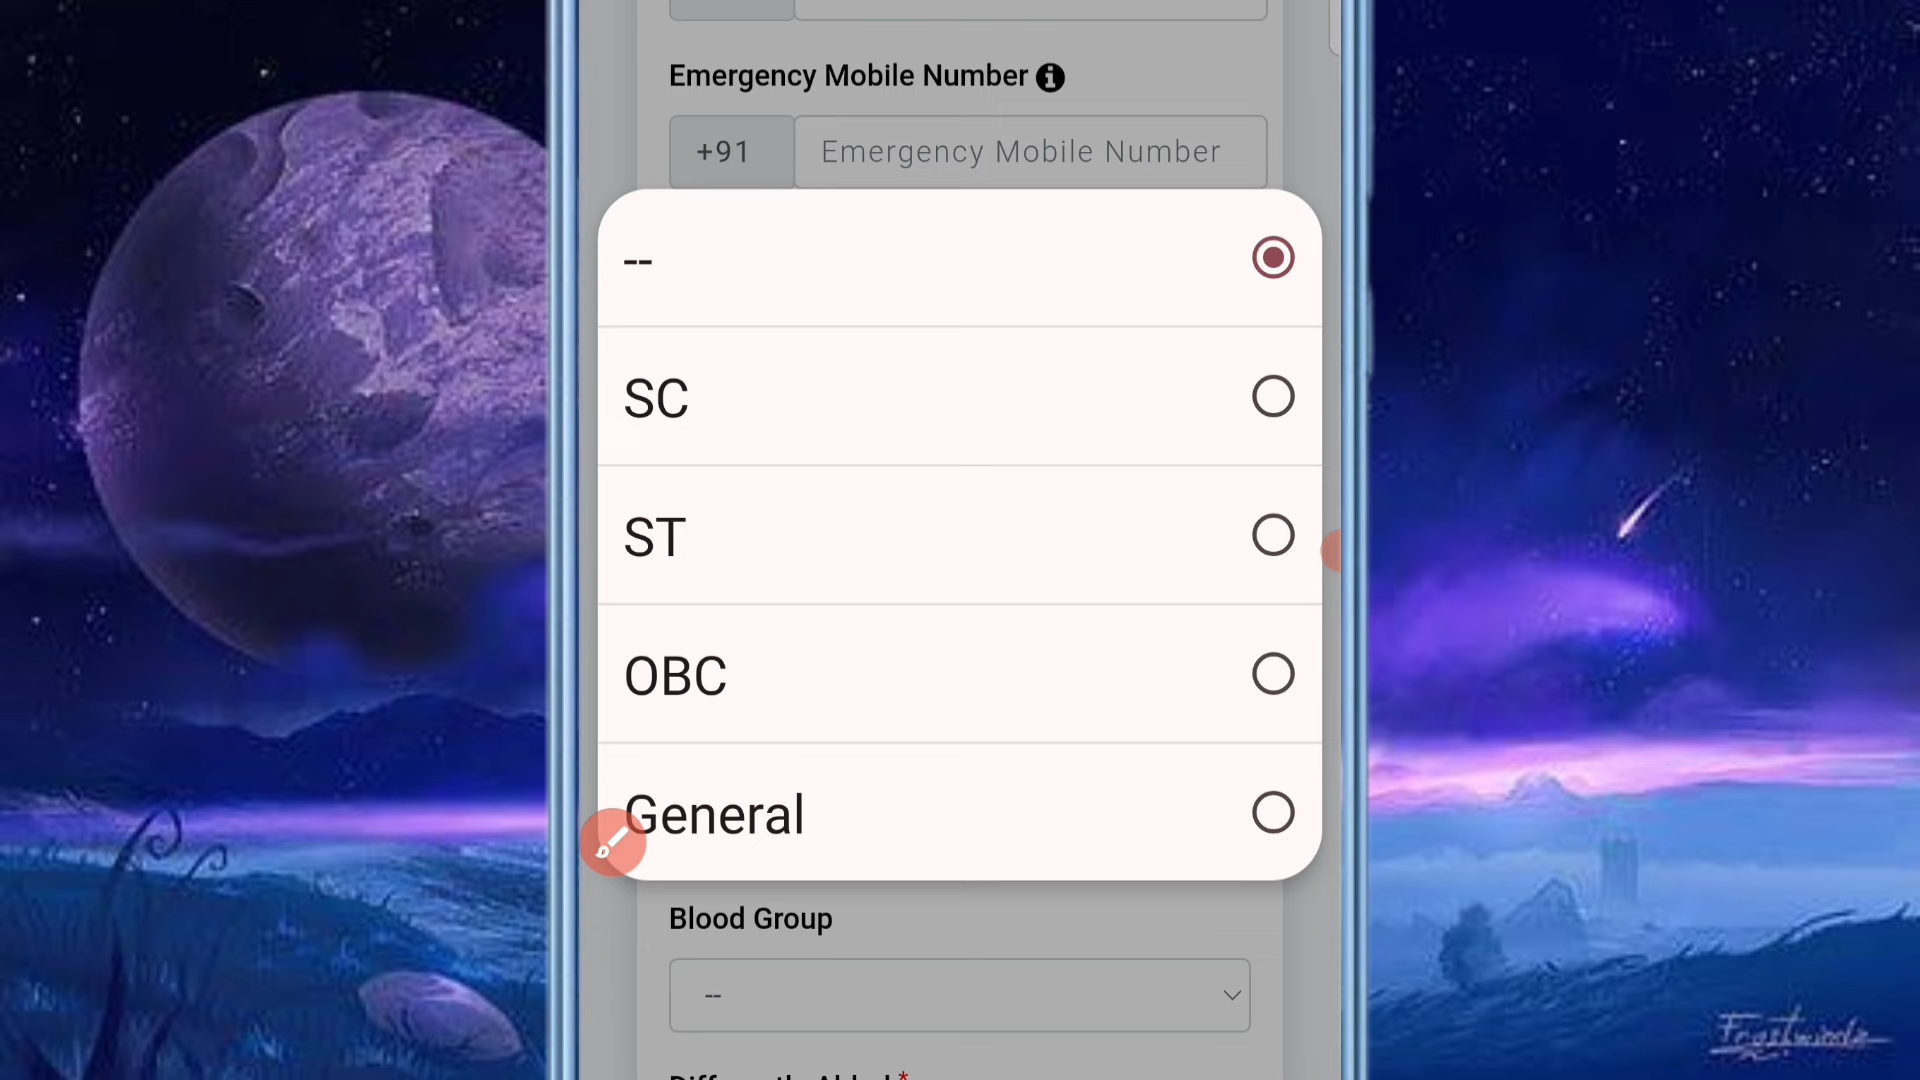 Emergency Mobile Number
+91 Emergency Mobile Number
--
SC
ST
OBC
General
Blood Group
--